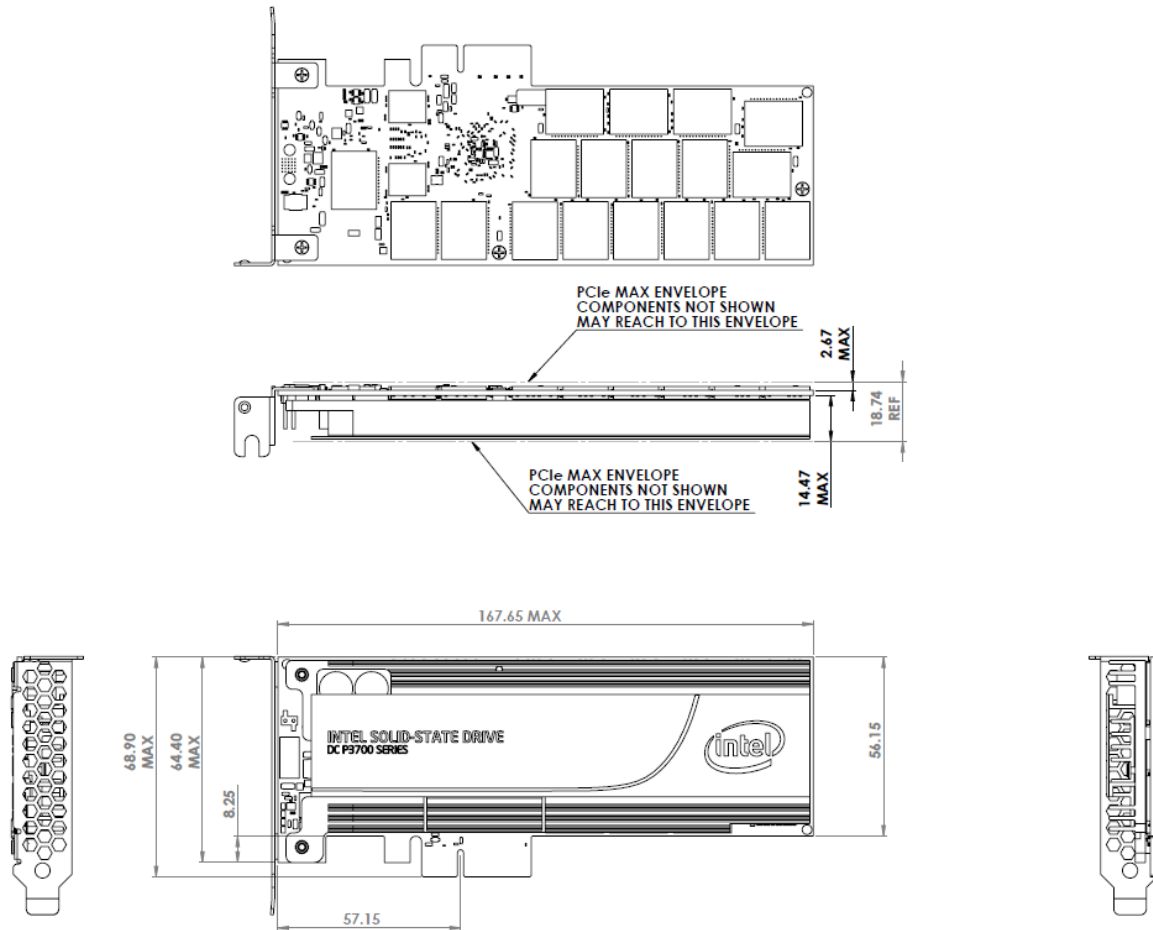 PCIe MAX ENVELOPE
COMPONENTS NOT SHOWN
MAY REACH TO THIS ENVELOPE
2.67
MAX
18.74
REF
14.47
MAX
PCIe MAX ENVELOPE
COMPONENTS NOT SHOWN
MAY REACH TO THIS ENVELOPE
167.65 MAX
68.90
MAX
64.40
MAX
8.25
INTEL SOLID-STATE DRIVE
DC P3700 SERIES
intel
56.15
57.15